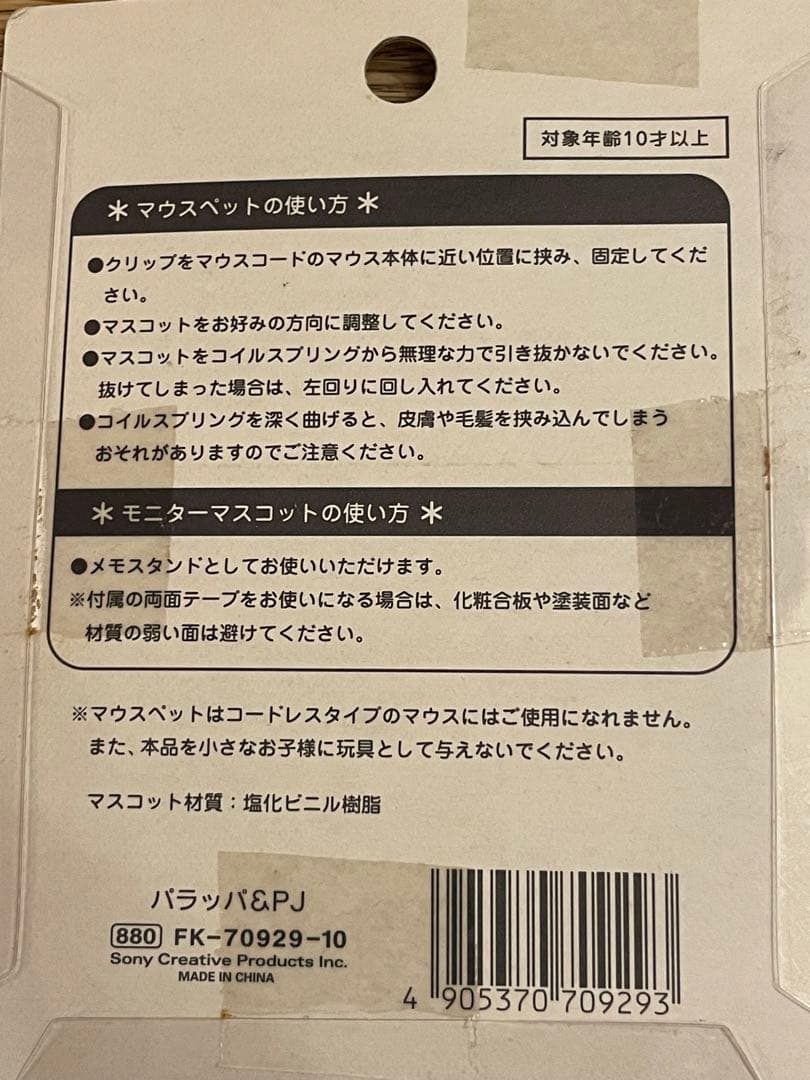 対象年齢10才以上
＊マウスペットの使い方＊
●クリップをマウスコードのマウス本体に近い位置に挟み、固定してくだ
さい。
●マスコットをお好みの方向に調整してください。
●マスコットをコイルスプリングから無理な力で引き抜かないでください。
抜けてしまった場合は、左回りに回し入れてください。
●コイルスプリングを深く曲げると、皮膚や毛髪を挟み込んでしまう
おそれがありますのでご注意ください。
＊モニターマスコットの使い方＊
●メモスタンドとしてお使いいただけます。
※付属の両面テープをお使いになる場合は、化粧合板や塗装面など
材質の弱い面は避けてください。
※マウスペットはコードレスタイプのマウスにはご使用になれません。
また、本品を小さなお子様に玩具として与えないでください。
マスコット材質：塩化ビニル樹脂
パラッパ&PJ
880 FK-70929-10
Sony Creative Products Inc.
MADE IN CHINA
4 905370 709293